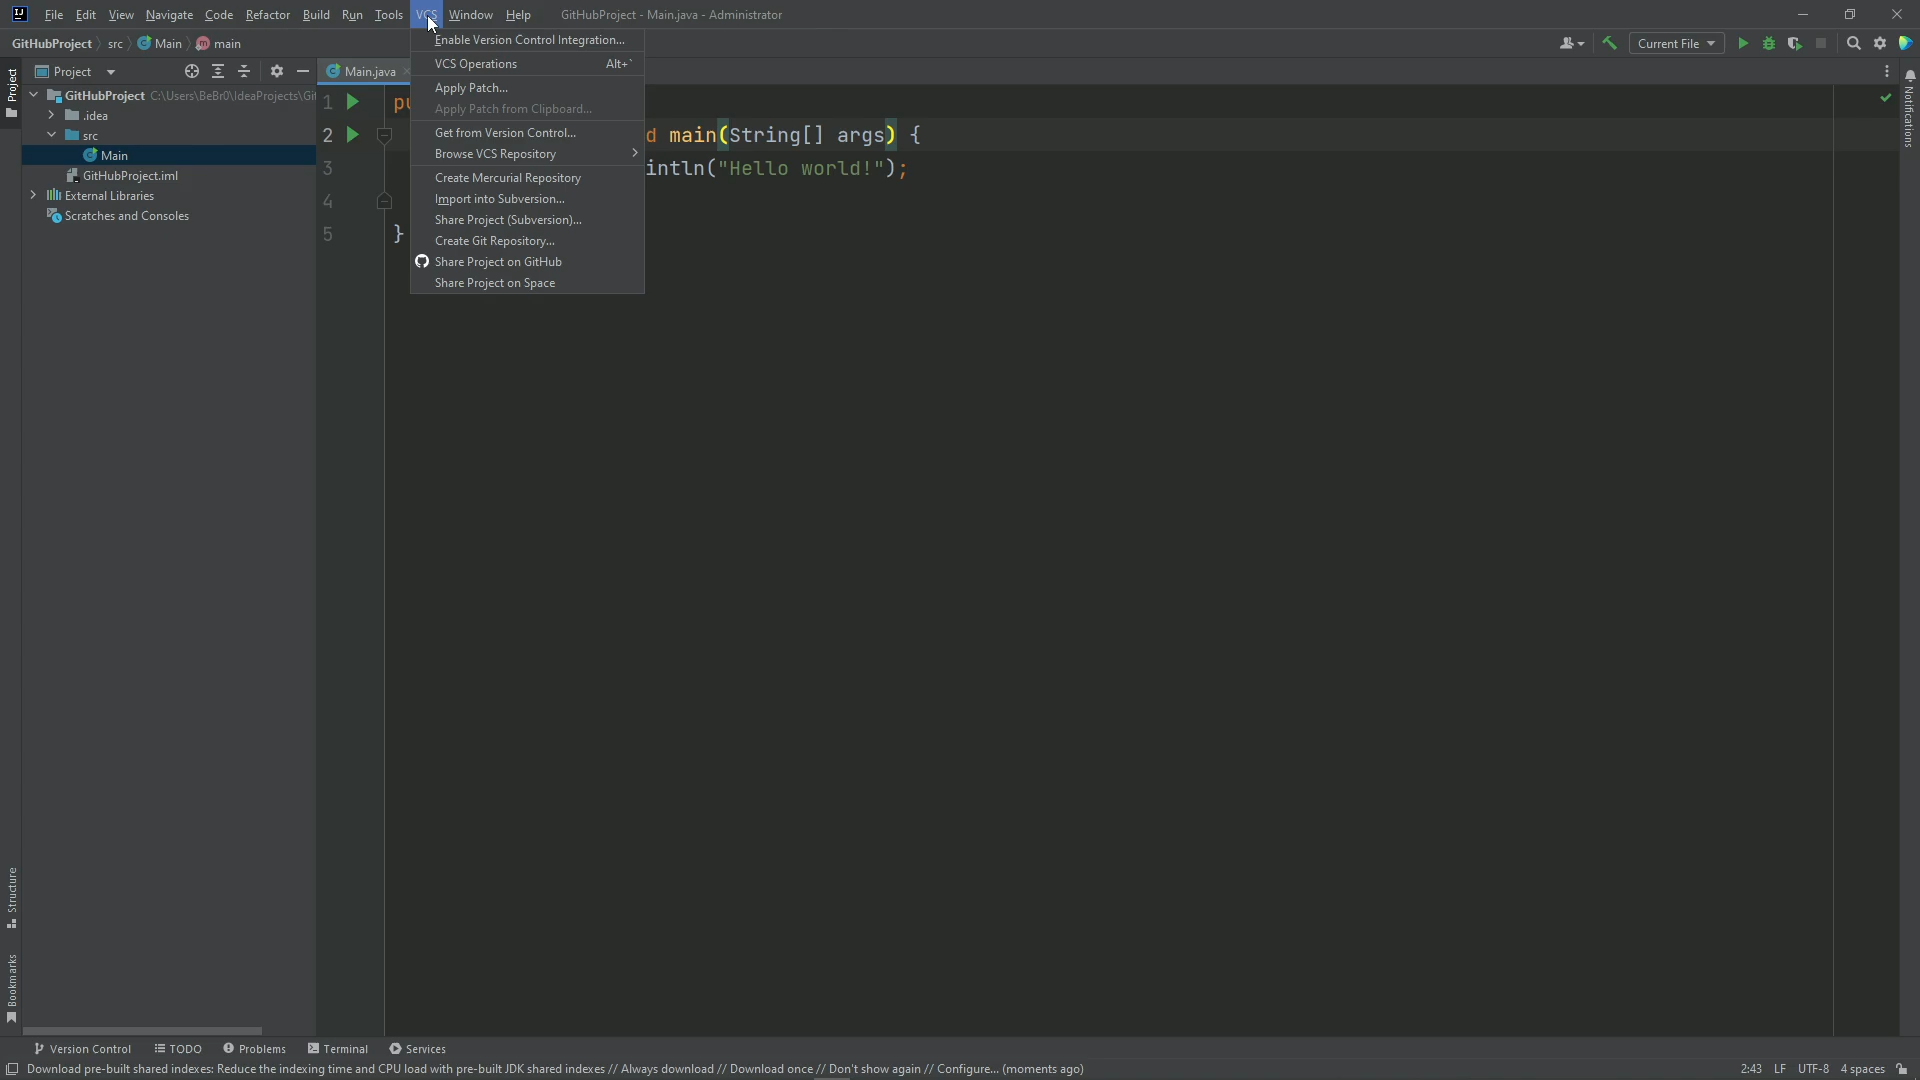 File Edit View Navigate Code Refactor Build Run Tools VCS Window Help GitHubProject - Main.java - Administrator
GitHubProject src Main main Current File
Project Main.java
Enable Version Control Integration...
VCS Operations Alt+`
Apply Patch...
Apply Patch from Clipboard...
Get from Version Control...
Browse VCS Repository
Create Mercurial Repository
Import into Subversion...
Share Project (Subversion)...
Create Git Repository...
Share Project on GitHub
Share Project on Space
Project
GitHubProject C:\Users\BeBr0\IdeaProjects\Git
.idea
src
Main
GitHubProject.iml
External Libraries
Scratches and Consoles
1 pu
2 d main(String[] args) {
3 intln("Hello world!");
4
5 }
Notifications
Structure
Bookmarks
Version Control TODO Problems Terminal Services
Download pre-built shared indexes: Reduce the indexing time and CPU load with pre-built JDK shared indexes // Always download // Download once // Don't show again // Configure... (moments ago) 2:43 LF UTF-8 4 spaces